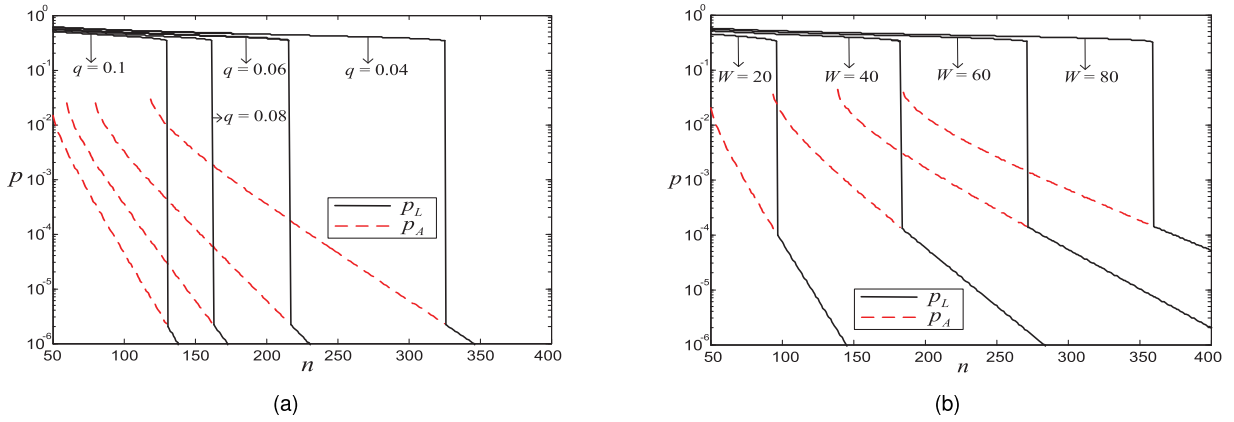 10^0
10^-1
10^-2
10^-3
10^-4
10^-5
10^-6
p
q = 0.1
q = 0.06
q = 0.04
q = 0.08
p_L
p_A
50 100 150 200 250 300 350 400
n
(a)
10^0
10^-1
10^-2
10^-3
10^-4
10^-5
10^-6
p
W = 20
W = 40
W = 60
W = 80
p_L
p_A
50 100 150 200 250 300 350 400
n
(b)